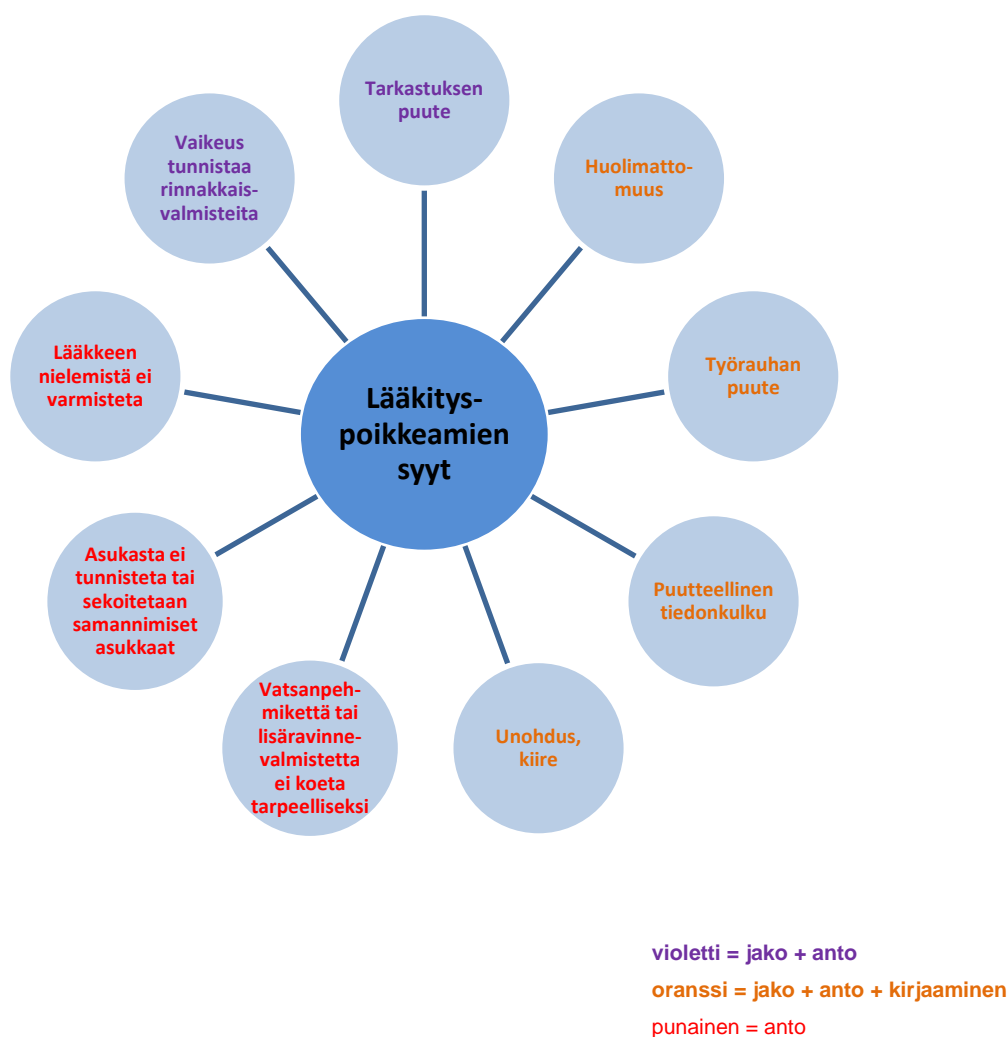 Tarkastuksen
puute
Huolimatto-
muus
Työrauhan
puute
Puutteellinen
tiedonkulku
Unohdus,
kiire
Vatsanpeh-
mikettä tai
lisäravinne-
valmistetta
ei koeta
tarpeelliseksi
Asukasta ei
tunnisteta tai
sekoitetaan
samannimiset
asukkaat
Lääkkeen
nielemistä ei
varmisteta
Vaikeus
tunnistaa
rinnakkais-
valmisteita
Lääkitys-
poikkeamien
syyt
violetti = jako + anto
oranssi = jako + anto + kirjaaminen
punainen = anto